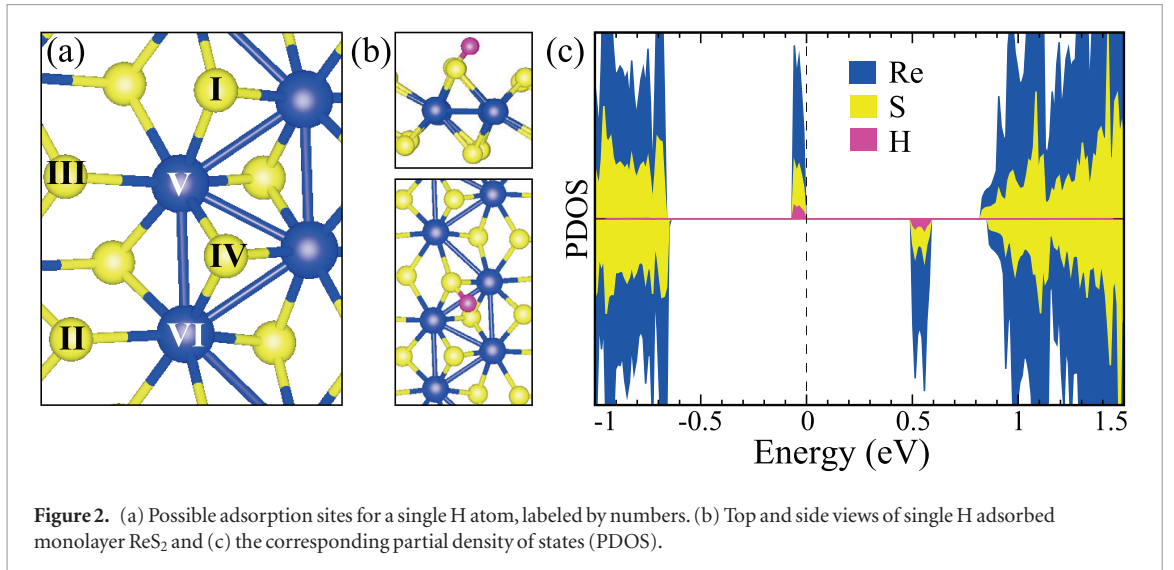 (a)
I
III
V
IV
II
VI
(b)
(c)
PDOS
Re
S
H
-1 -0.5 0 0.5 1 1.5
Energy (eV)
Figure 2. (a) Possible adsorption sites for a single H atom, labeled by numbers. (b) Top and side views of single H adsorbed
monolayer ReS₂ and (c) the corresponding partial density of states (PDOS).